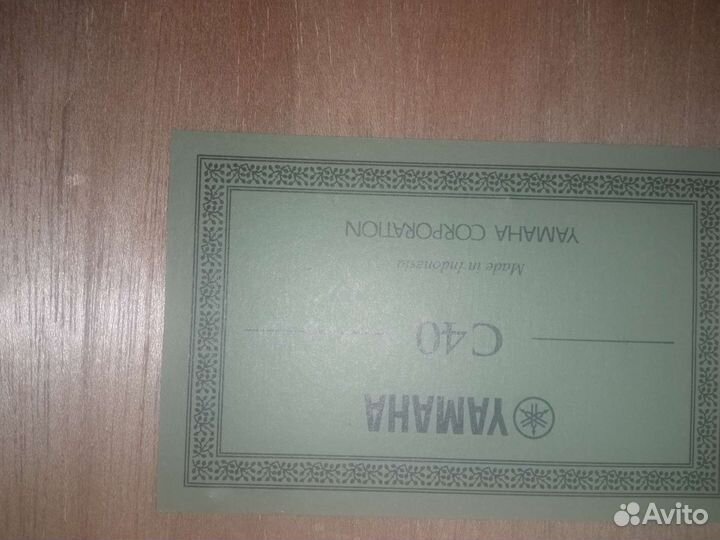 YAMAHA
C40
Made in Indonesia
YAMAHA CORPORATION
Avito